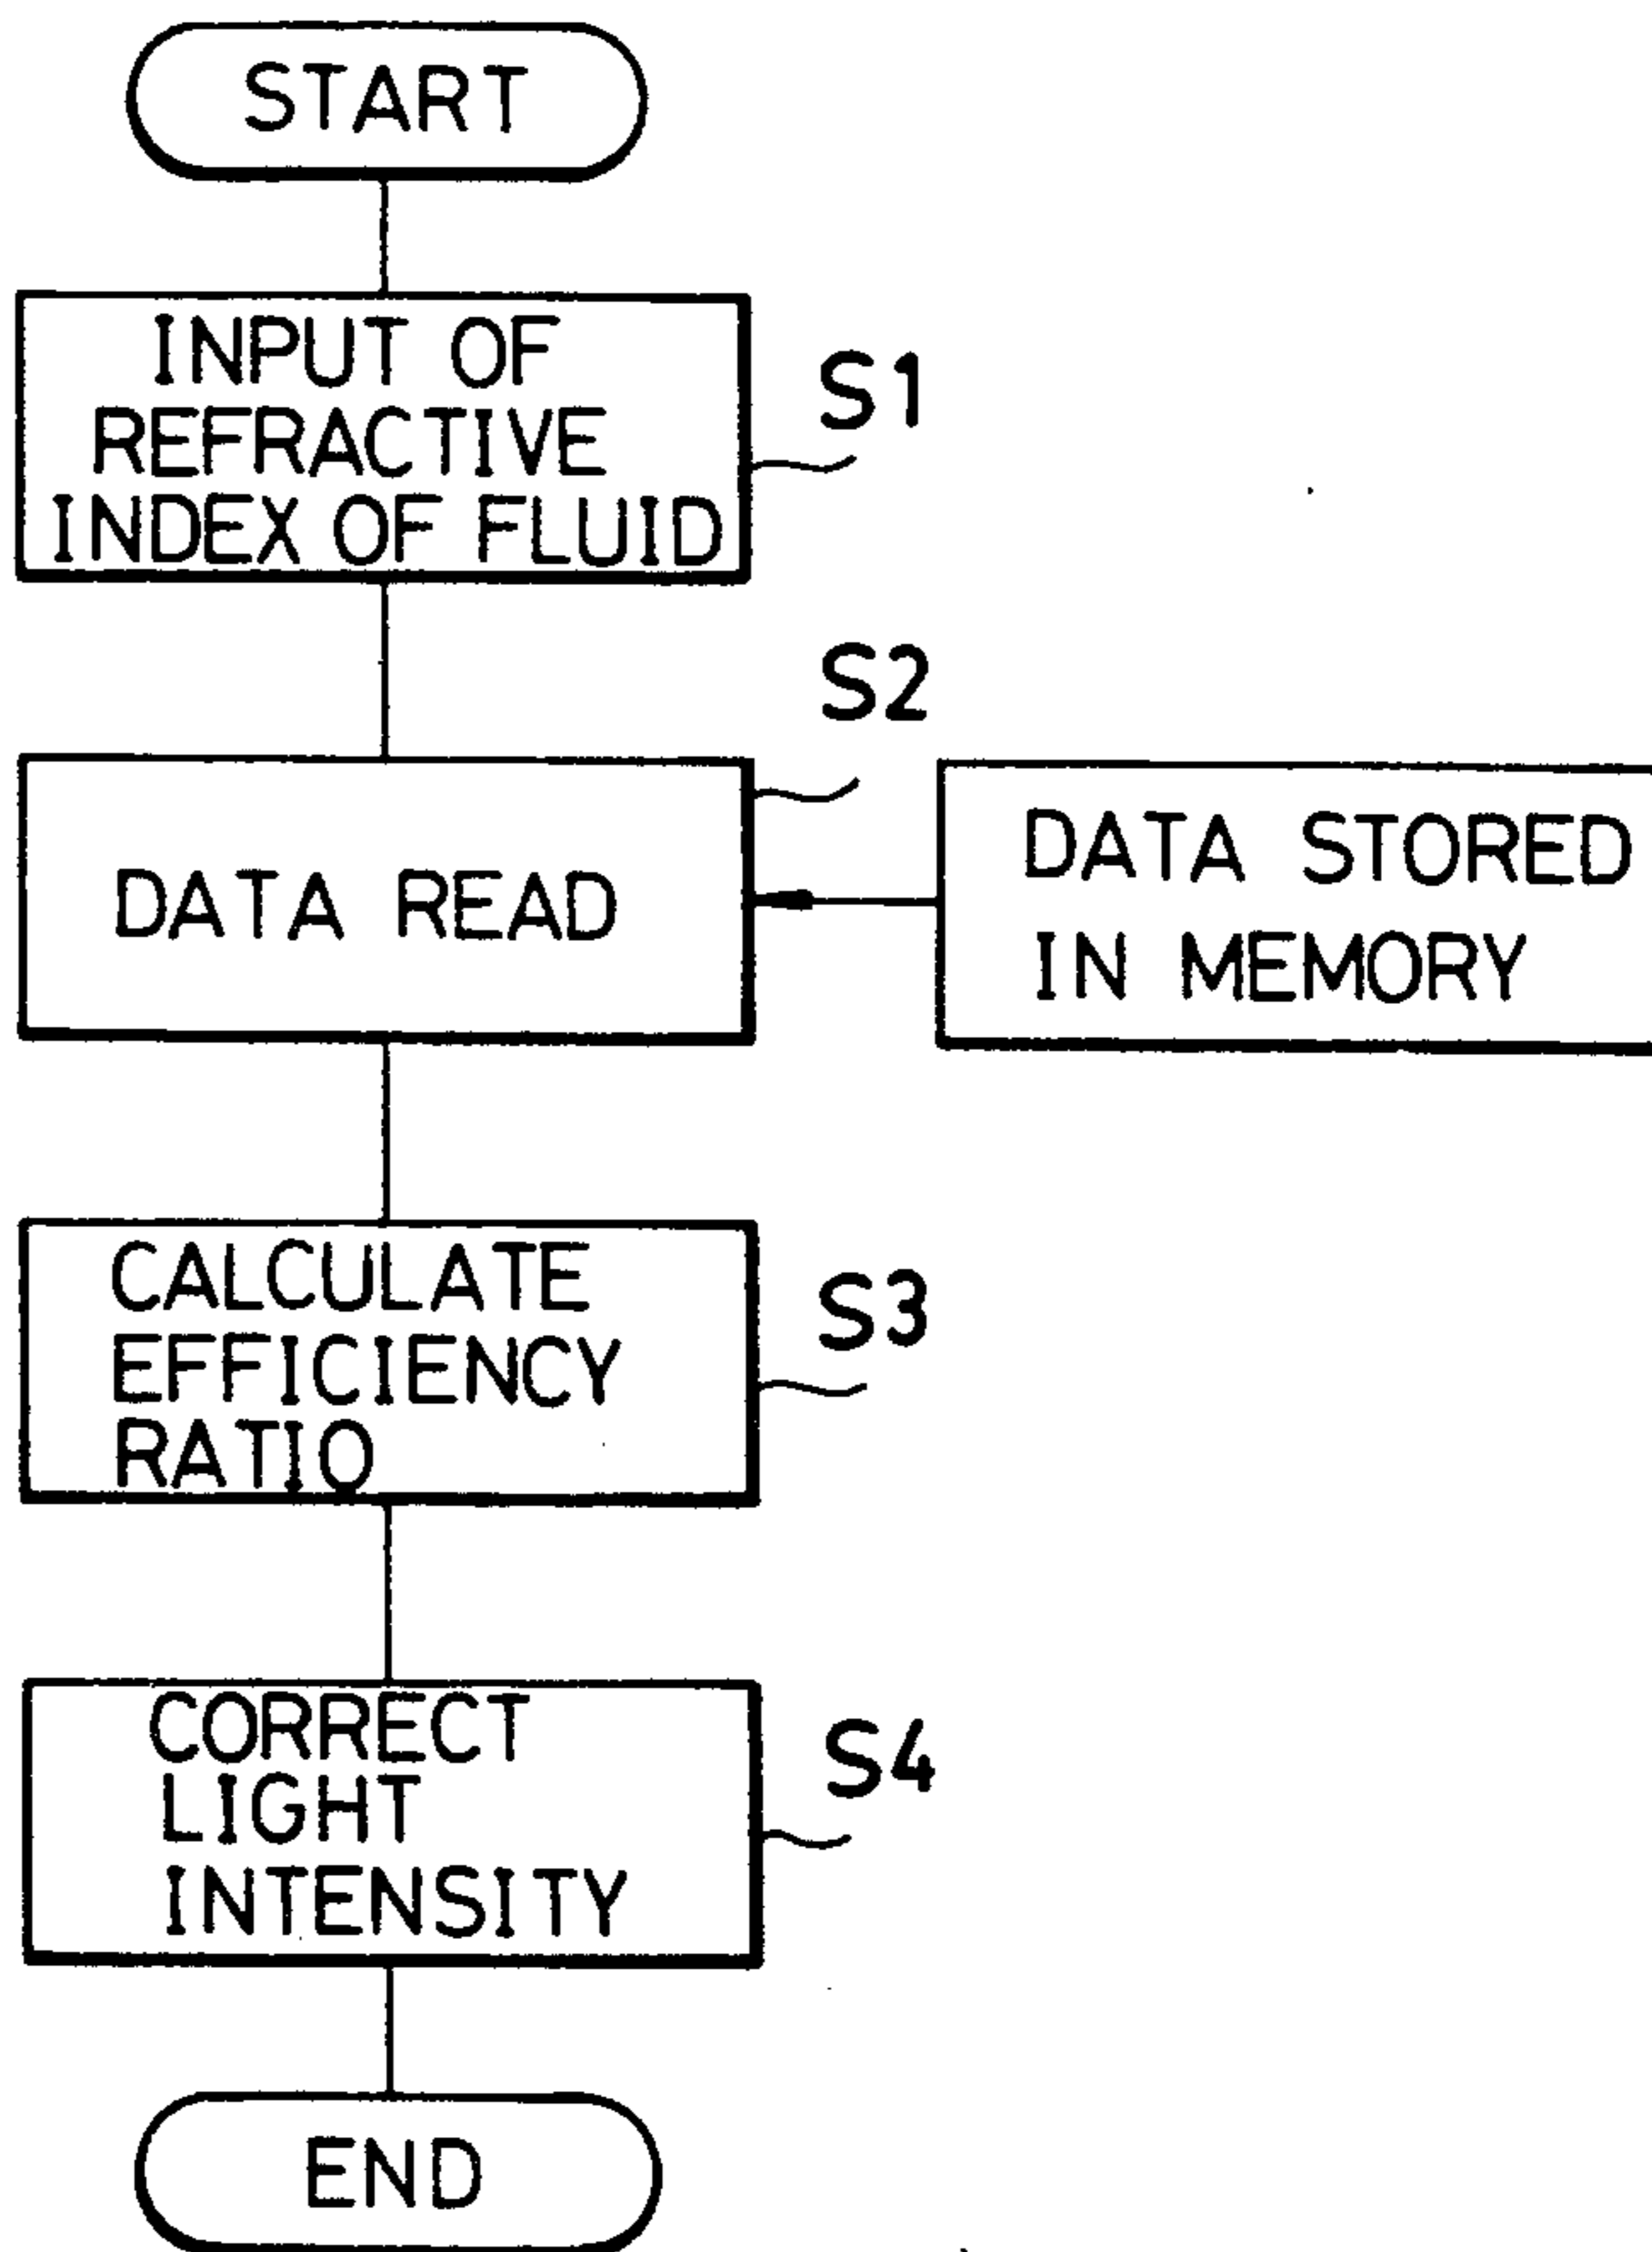 START
INPUT OF
REFRACTIVE
INDEX OF FLUID
S1
S2
DATA READ
DATA STORED
IN MEMORY
CALCULATE
EFFICIENCY
RATIO
S3
CORRECT
LIGHT
INTENSITY
S4
END